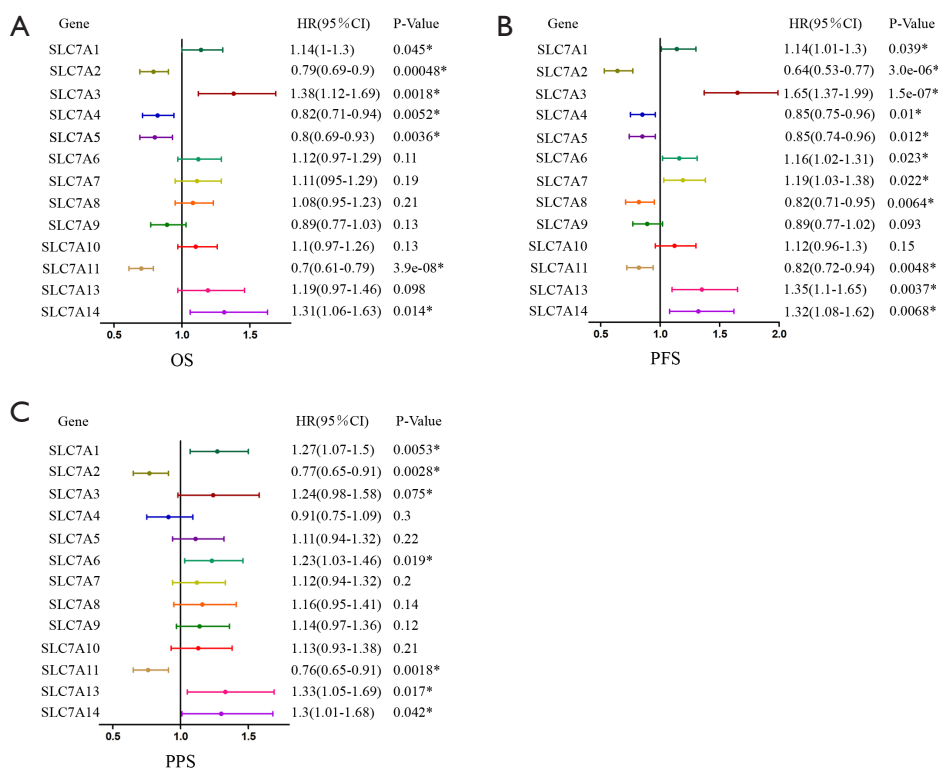 A
Gene HR(95%CI) P-Value
SLC7A1 1.14(1-1.3) 0.045*
SLC7A2 0.79(0.69-0.9) 0.00048*
SLC7A3 1.38(1.12-1.69) 0.0018*
SLC7A4 0.82(0.71-0.94) 0.0052*
SLC7A5 0.8(0.69-0.93) 0.0036*
SLC7A6 1.12(0.97-1.29) 0.11
SLC7A7 1.11(095-1.29) 0.19
SLC7A8 1.08(0.95-1.23) 0.21
SLC7A9 0.89(0.77-1.03) 0.13
SLC7A10 1.1(0.97-1.26) 0.13
SLC7A11 0.7(0.61-0.79) 3.9e-08*
SLC7A13 1.19(0.97-1.46) 0.098
SLC7A14 1.31(1.06-1.63) 0.014*
0.5 1.0 1.5
OS
B
Gene HR(95%CI) P-Value
SLC7A1 1.14(1.01-1.3) 0.039*
SLC7A2 0.64(0.53-0.77) 3.0e-06*
SLC7A3 1.65(1.37-1.99) 1.5e-07*
SLC7A4 0.85(0.75-0.96) 0.01*
SLC7A5 0.85(0.74-0.96) 0.012*
SLC7A6 1.16(1.02-1.31) 0.023*
SLC7A7 1.19(1.03-1.38) 0.022*
SLC7A8 0.82(0.71-0.95) 0.0064*
SLC7A9 0.89(0.77-1.02) 0.093
SLC7A10 1.12(0.96-1.3) 0.15
SLC7A11 0.82(0.72-0.94) 0.0048*
SLC7A13 1.35(1.1-1.65) 0.0037*
SLC7A14 1.32(1.08-1.62) 0.0068*
0.5 1.0 1.5 2.0
PFS
C
Gene HR(95%CI) P-Value
SLC7A1 1.27(1.07-1.5) 0.0053*
SLC7A2 0.77(0.65-0.91) 0.0028*
SLC7A3 1.24(0.98-1.58) 0.075*
SLC7A4 0.91(0.75-1.09) 0.3
SLC7A5 1.11(0.94-1.32) 0.22
SLC7A6 1.23(1.03-1.46) 0.019*
SLC7A7 1.12(0.94-1.32) 0.2
SLC7A8 1.16(0.95-1.41) 0.14
SLC7A9 1.14(0.97-1.36) 0.12
SLC7A10 1.13(0.93-1.38) 0.21
SLC7A11 0.76(0.65-0.91) 0.0018*
SLC7A13 1.33(1.05-1.69) 0.017*
SLC7A14 1.3(1.01-1.68) 0.042*
0.5 1.0 1.5
PPS